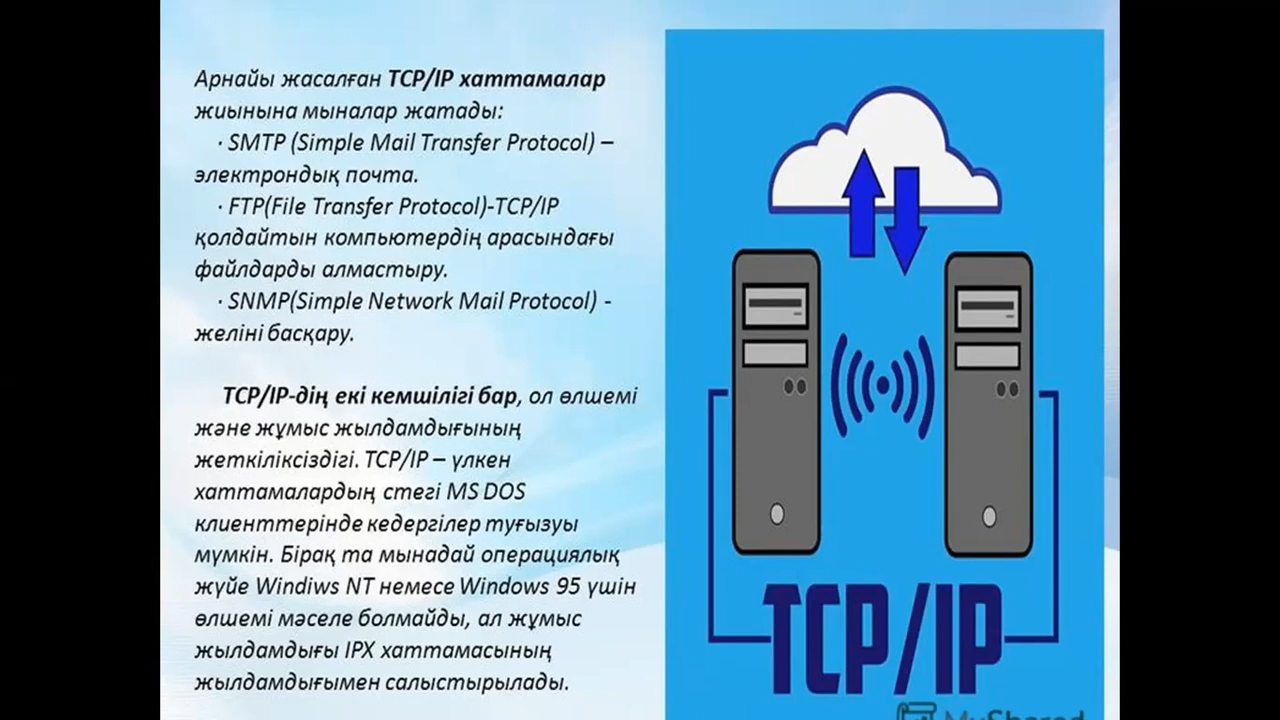 Арнайы жасалған TCP/IP хаттамалар
жиынына мыналар жатады:
· SMTP (Simple Mail Transfer Protocol) –
электрондық почта.
· FTP(File Transfer Protocol)-TCP/IP
қолдайтын компьютердің арасындағы
файлдарды алмастыру.
· SNMP(Simple Network Mail Protocol) -
желіні басқару.
TCP/IP-дің екі кемшілігі бар, ол өлшемі
және жұмыс жылдамдығының
жеткіліксіздігі. TCP/IP – үлкен
хаттамалардың стегі MS DOS
клиенттерінде кедергілер туғызуы
мүмкін. Бірақ та мынадай операциялық
жүйе Windiws NT немесе Windows 95 үшін
өлшемі мәселе болмайды, ал жұмыс
жылдамдығы IPX хаттамасының
жылдамдығымен салыстырылады.
TCP/IP
MyShared